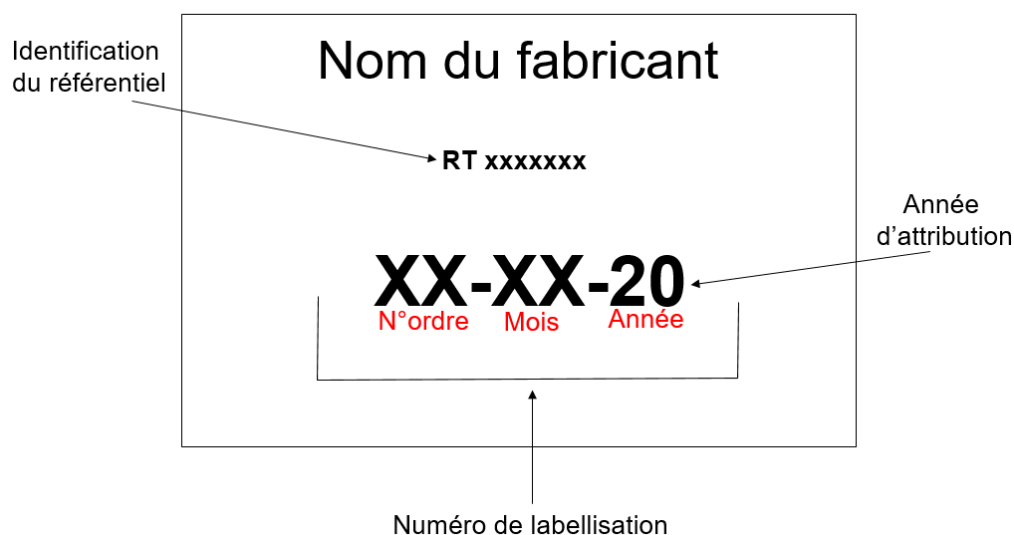 Identification
du référentiel
Nom du fabricant
RT xxxxxxx
Année
d'attribution
XX-XX-20
N°ordre Mois Année
Numéro de labellisation